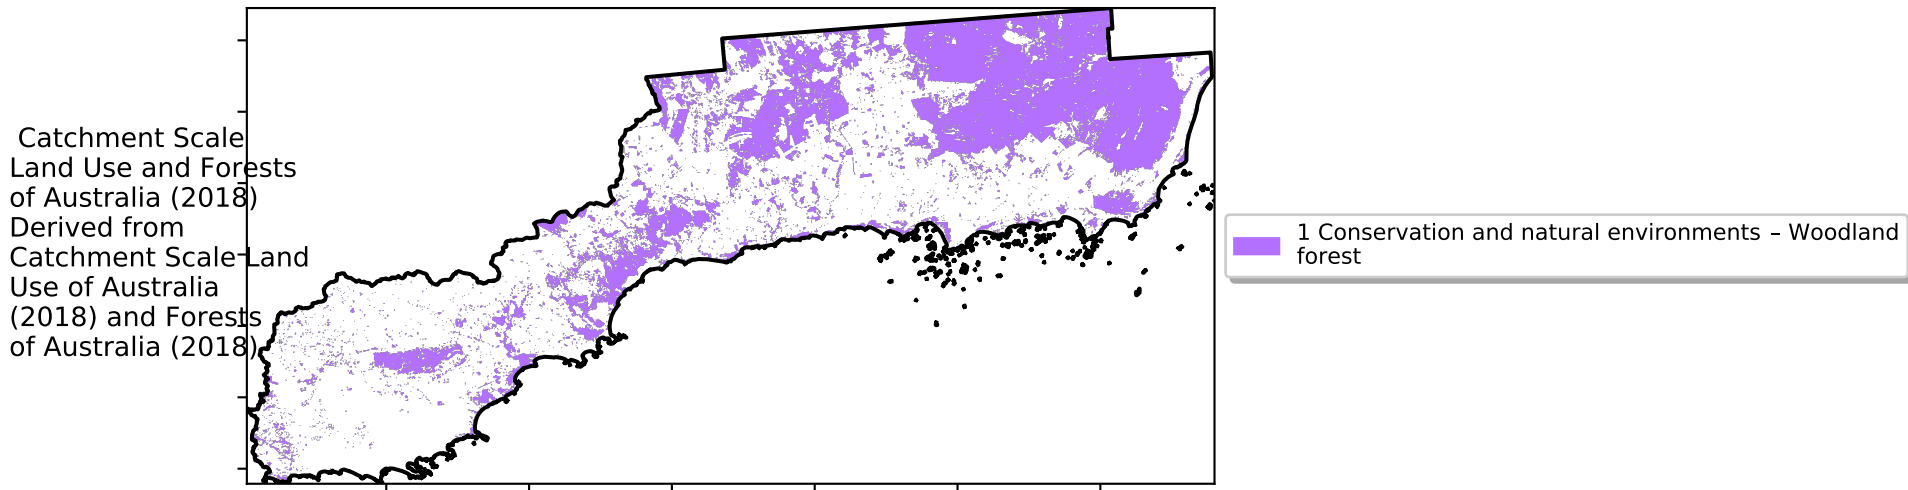 Catchment Scale
Land Use and Forests
of Australia (2018)
Derived from
Catchment Scale Land
Use of Australia
(2018) and Forests
of Australia (2018)
1 Conservation and natural environments – Woodland
forest